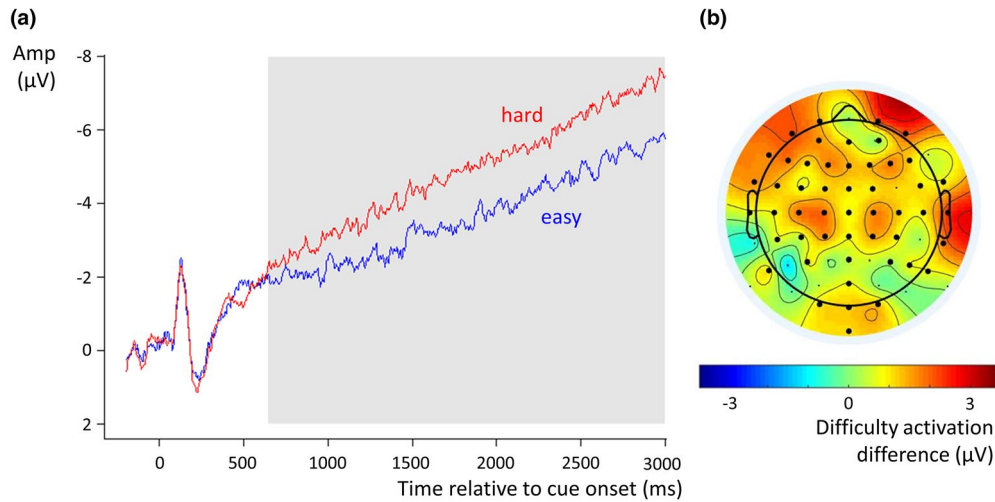 (a)
Amp
(μV)
-8
-6
-4
-2
0
2
hard
easy
0
500
1000
1500
2000
2500
3000
Time relative to cue onset (ms)
(b)
-3
0
3
Difficulty activation
difference (μV)